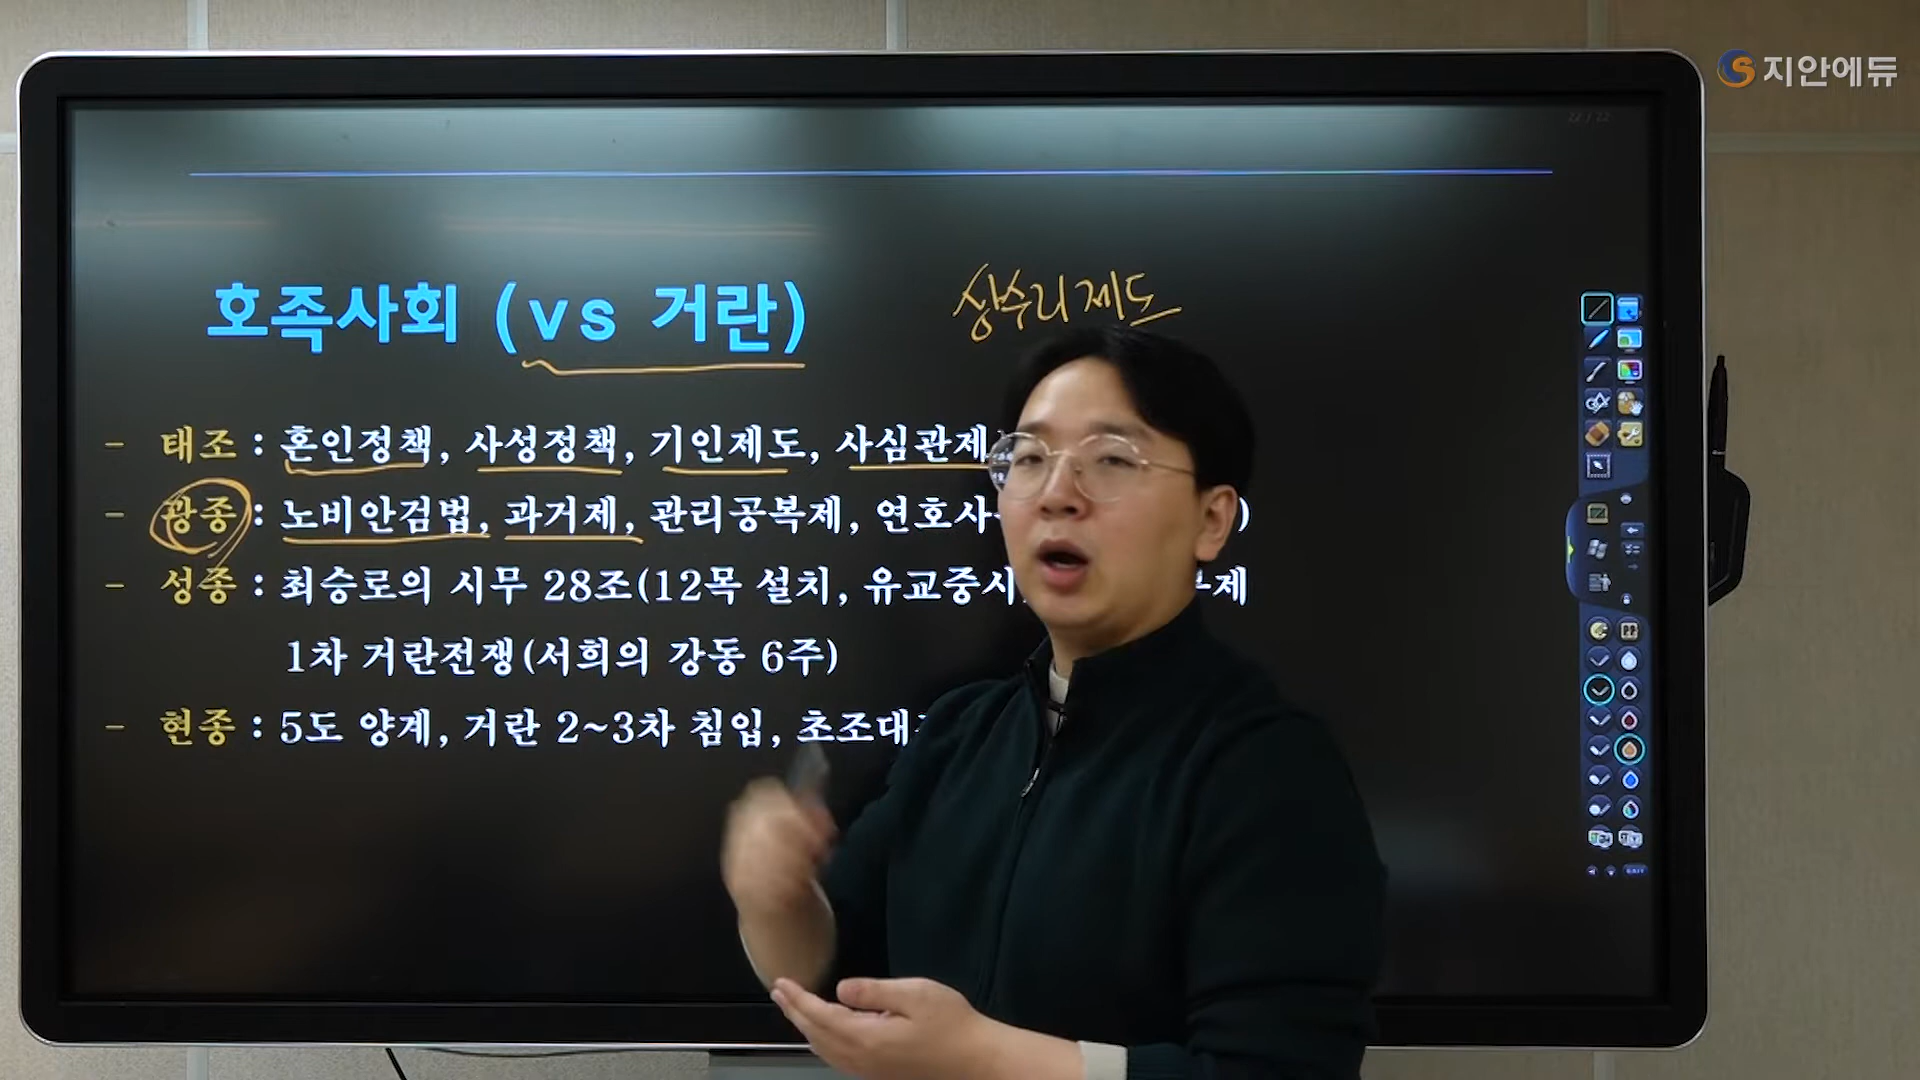 지안에듀
호족사회 (vs 거란)
상수리제도
- 태조 : 혼인정책, 사성정책, 기인제도, 사심관제
- 광종 : 노비안검법, 과거제, 관리공복제, 연호사 )
- 성종 : 최승로의 시무 28조(12목 설치, 유교중시 제
1차 거란전쟁(서희의 강동 6주)
- 현종 : 5도 양계, 거란 2~3차 침입, 초조대